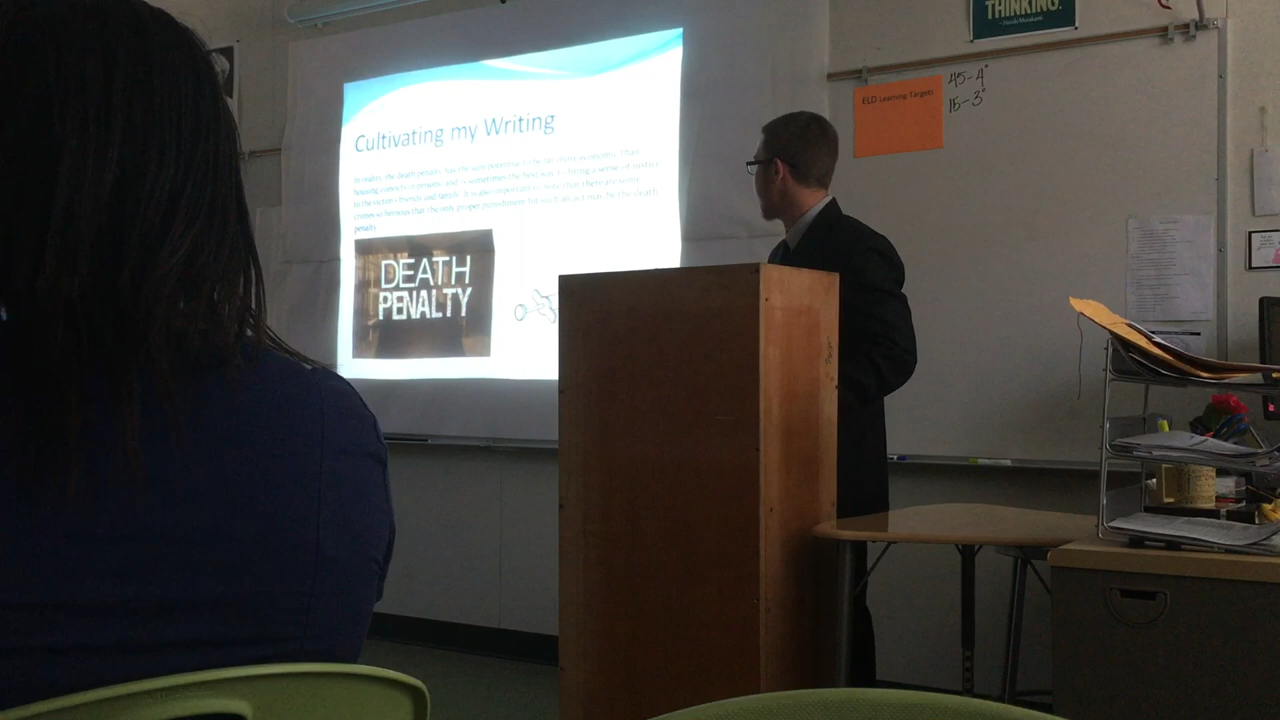 THINKING.
—Haruki Murakami
45-4°
15-3°
ELD Learning Targets
Cultivating my Writing
In reality, the death penalty has the sure potential to be far more economic than
housing convicts in prisons, and is sometimes the best way to bring a sense of justice
to the victim's friends and family. It is also important to note that there are some
crimes so heinous that the only proper punishment for such an act may be the death
penalty.
DEATH
PENALTY